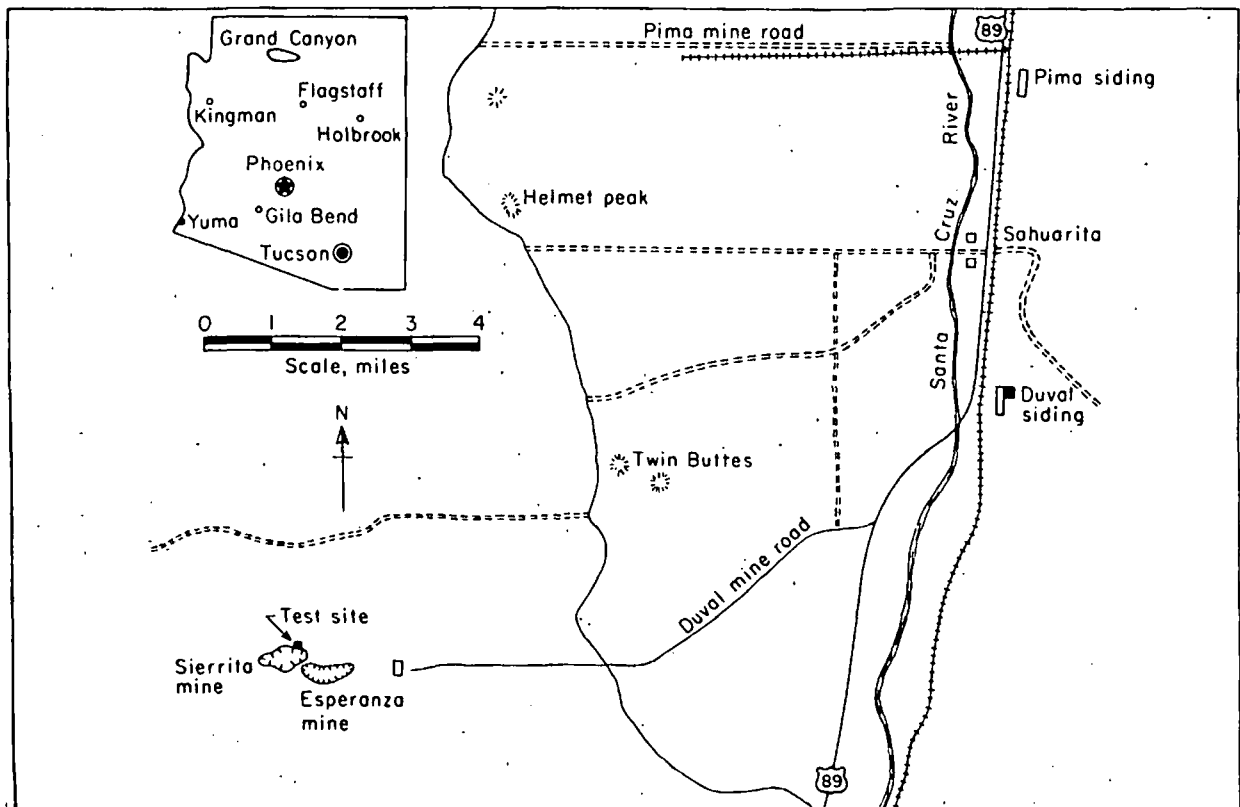 Grand Canyon
Flagstaff
Kingman
Holbrook
Phoenix
Gila Bend
Yuma
Tucson
0 1 2 3 4
Scale, miles
N
Pima mine road
89
Pima siding
River
Helmet peak
Cruz
Sahuarita
Santa
Duval
siding
Twin Buttes
Duval mine road
Test site
Sierrita
mine
Esperanza
mine
89